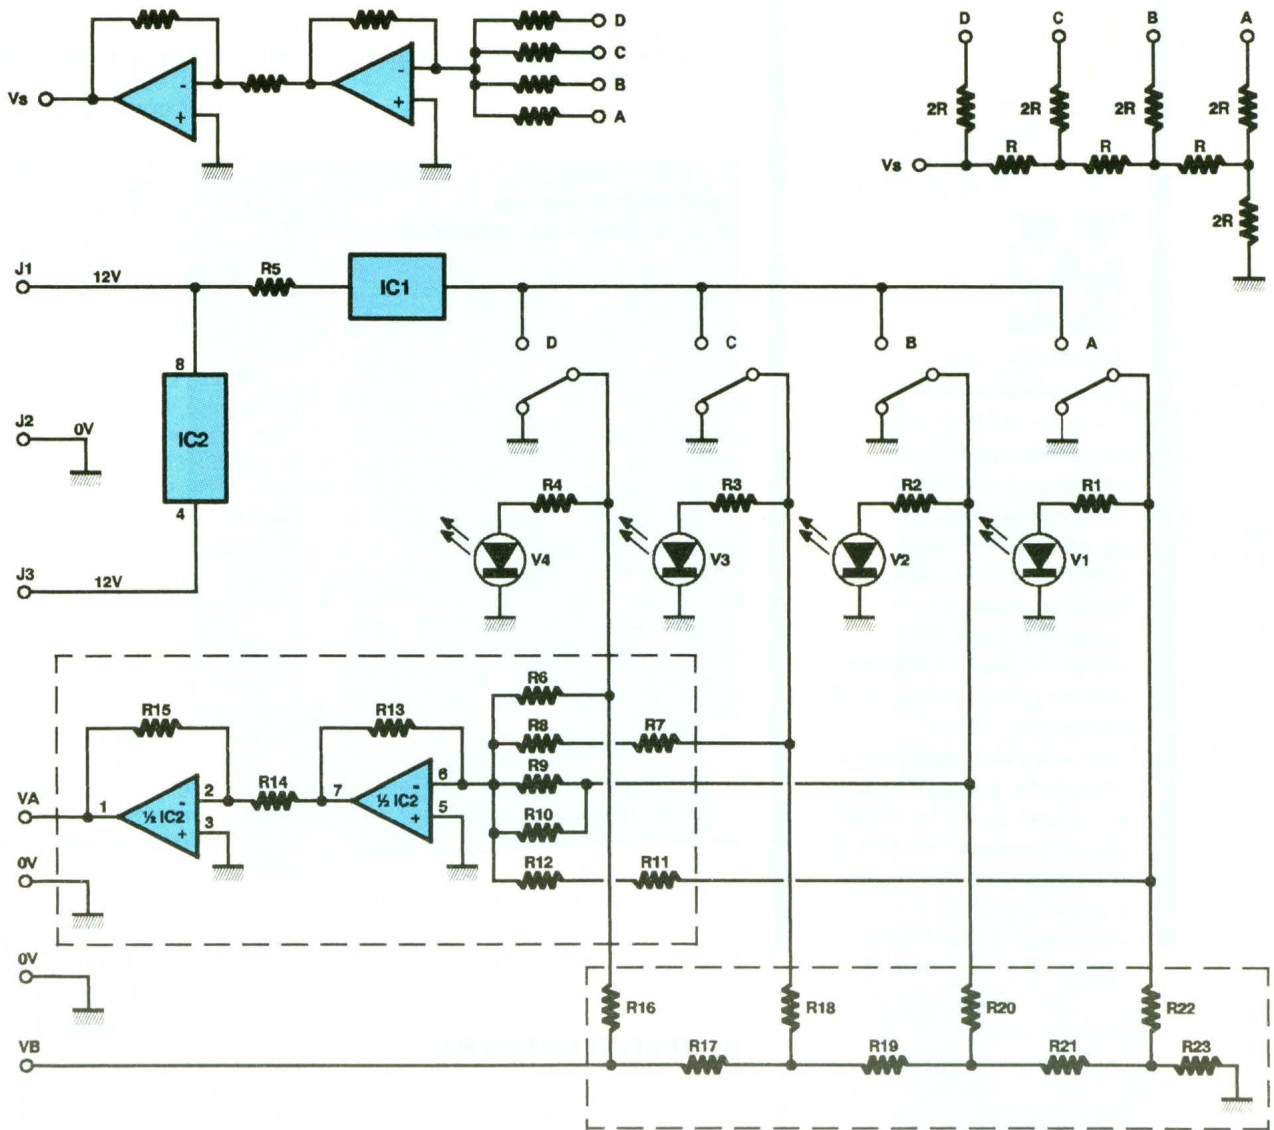 D
C
B
A
Vs
-
+
-
+
D C B A
2R 2R 2R 2R
Vs R R R
2R
J1 12V R5 IC1
D C B A
8
J2 0V IC2
4
J3 12V
R4 R3 R2 R1
V4 V3 V2 V1
R6
R15 R13 R8 R7
R14 R9
VA 1 ½ IC2 2 - 3 + 7 ½ IC2 6 - 5 +
R10
R12 R11
0V
0V
R16 R18 R20 R22
VB R17 R19 R21 R23